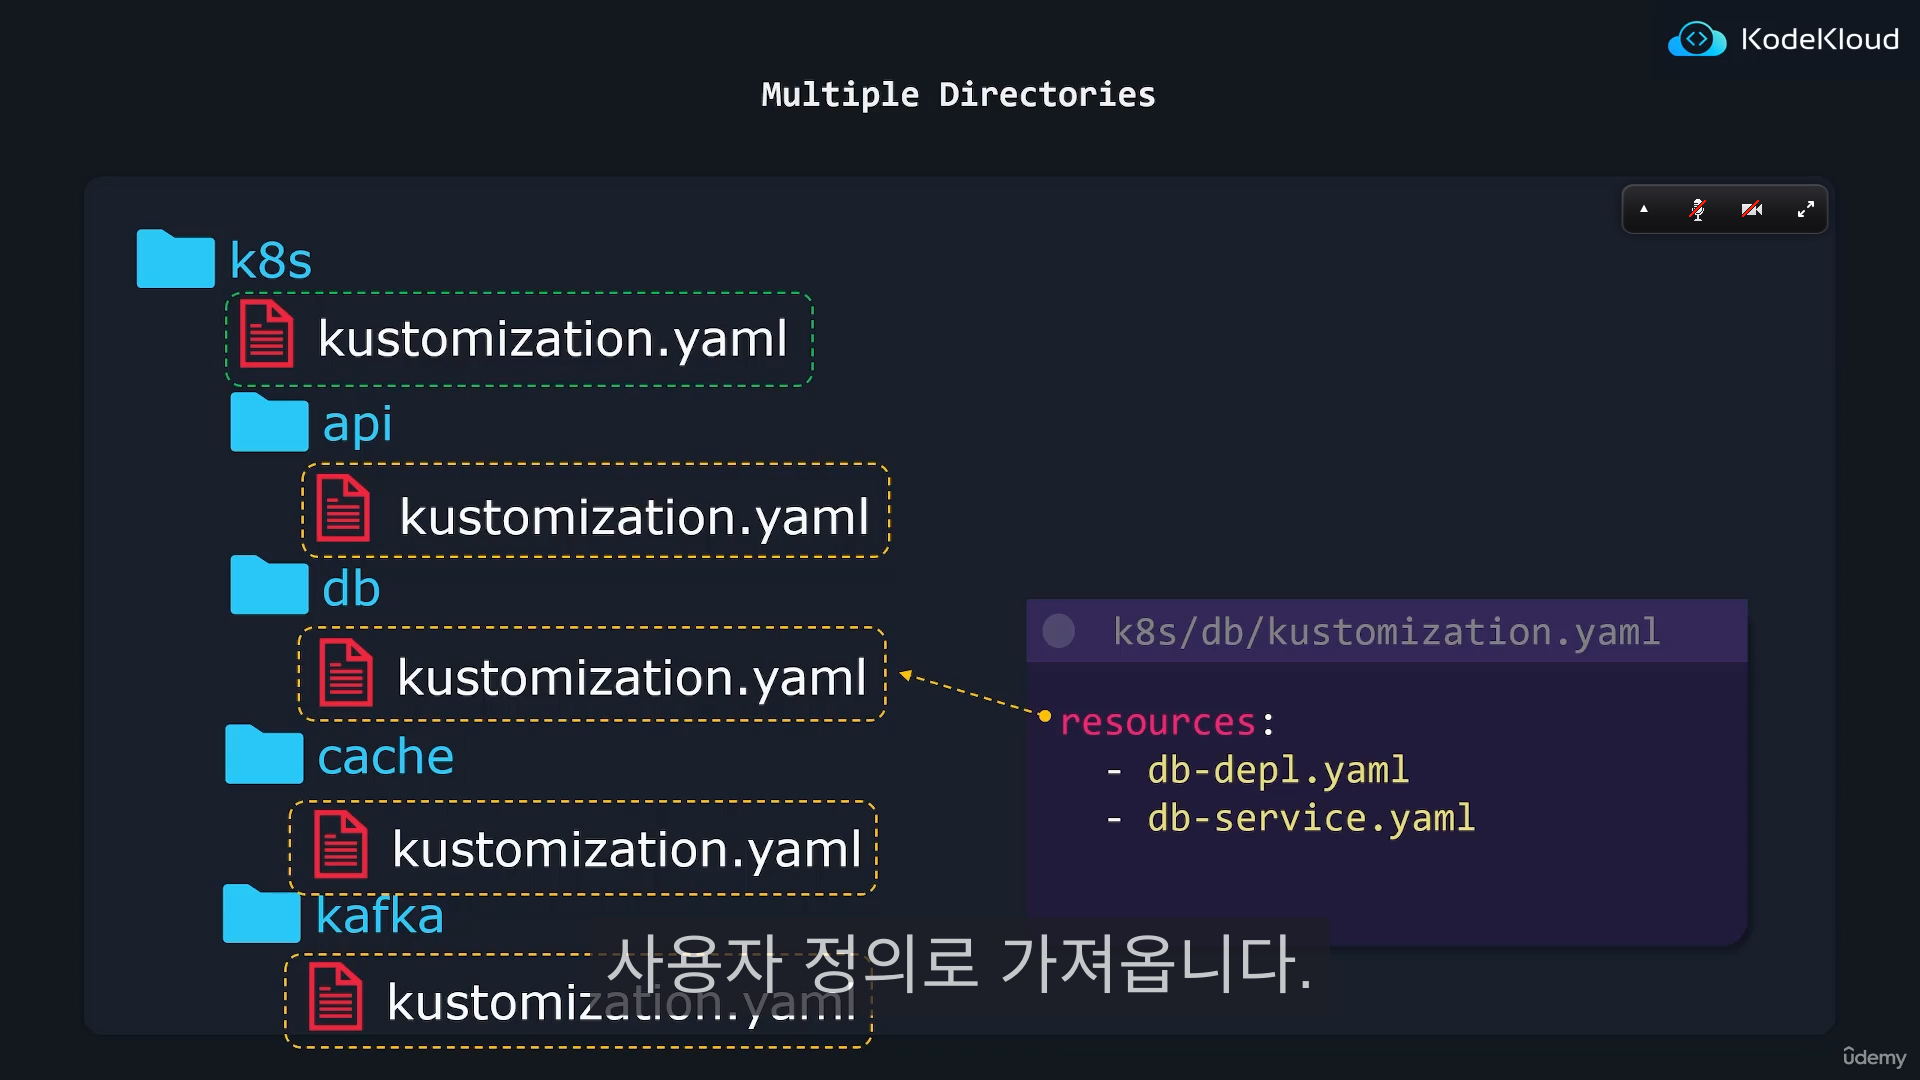 KodeKloud
Multiple Directories
k8s
kustomization.yaml
api
kustomization.yaml
db
kustomization.yaml
cache
kustomization.yaml
kafka
kustomization.yaml
k8s/db/kustomization.yaml
resources:
- db-depl.yaml
- db-service.yaml
사용자 정의로 가져옵니다.
ûdemy